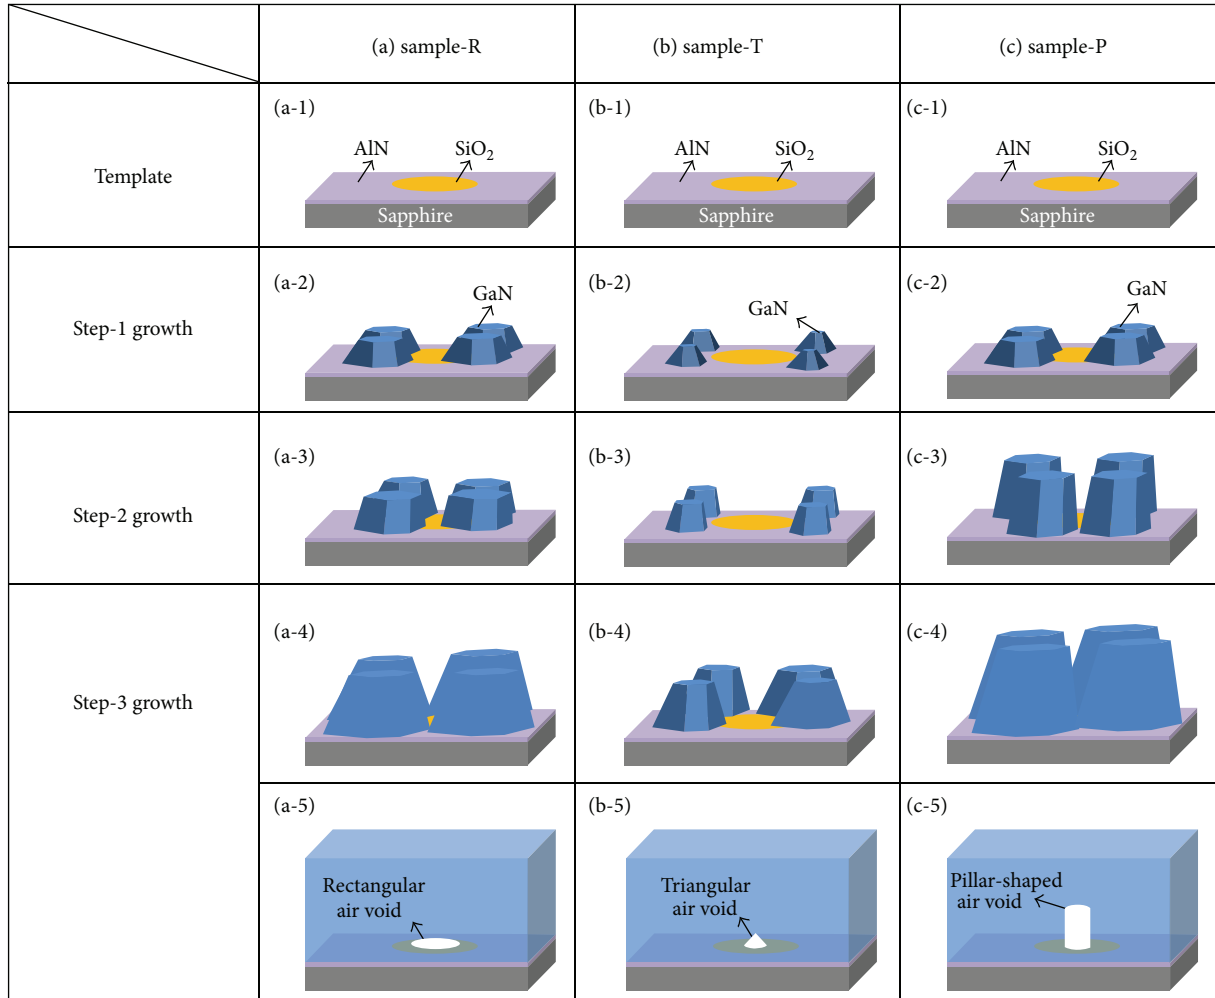 (a) sample-R
(b) sample-T
(c) sample-P
Template
(a-1)
AlN
SiO₂
Sapphire
(b-1)
AlN
SiO₂
Sapphire
(c-1)
AlN
SiO₂
Sapphire
Step-1 growth
(a-2)
GaN
(b-2)
GaN
(c-2)
GaN
Step-2 growth
(a-3)
(b-3)
(c-3)
Step-3 growth
(a-4)
(b-4)
(c-4)
(a-5)
Rectangular
air void
(b-5)
Triangular
air void
(c-5)
Pillar-shaped
air void